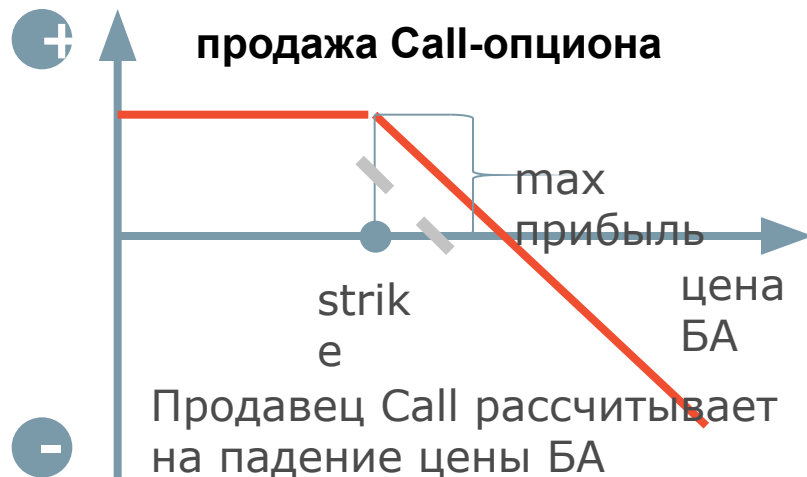 +
продажа Call-опциона
max
прибыль
strik
e
цена
БА
Продавец Call рассчитывает
на падение цены БА
-